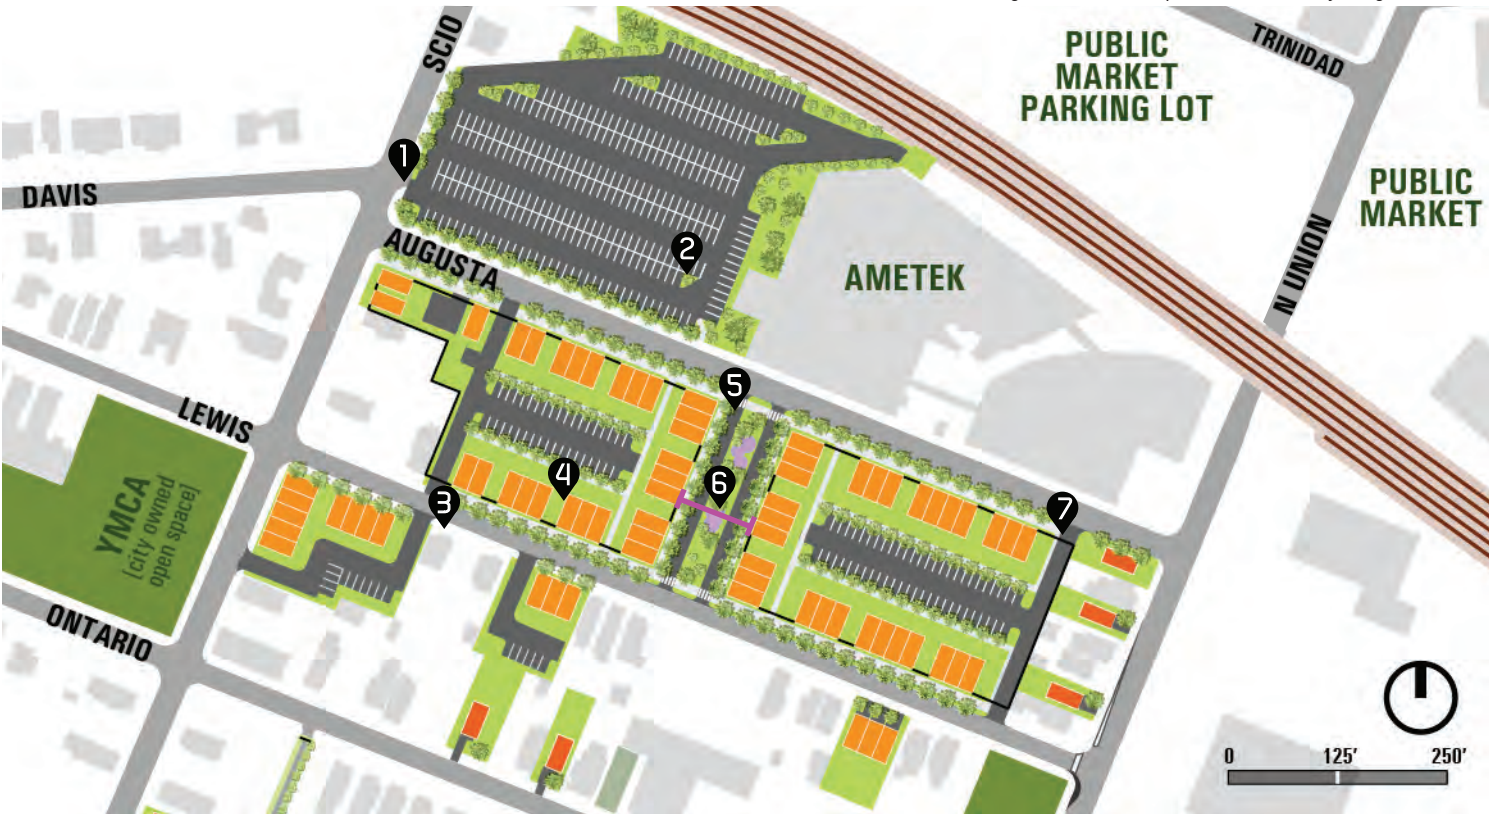 SCIO
TRINIDAD
PUBLIC
MARKET
PARKING LOT
1
DAVIS
PUBLIC
MARKET
AUGUSTA
2
AMETEK
N UNION
5
LEWIS
3
4
6
7
YMCA
[city owned
open space]
ONTARIO
0
125'
250'